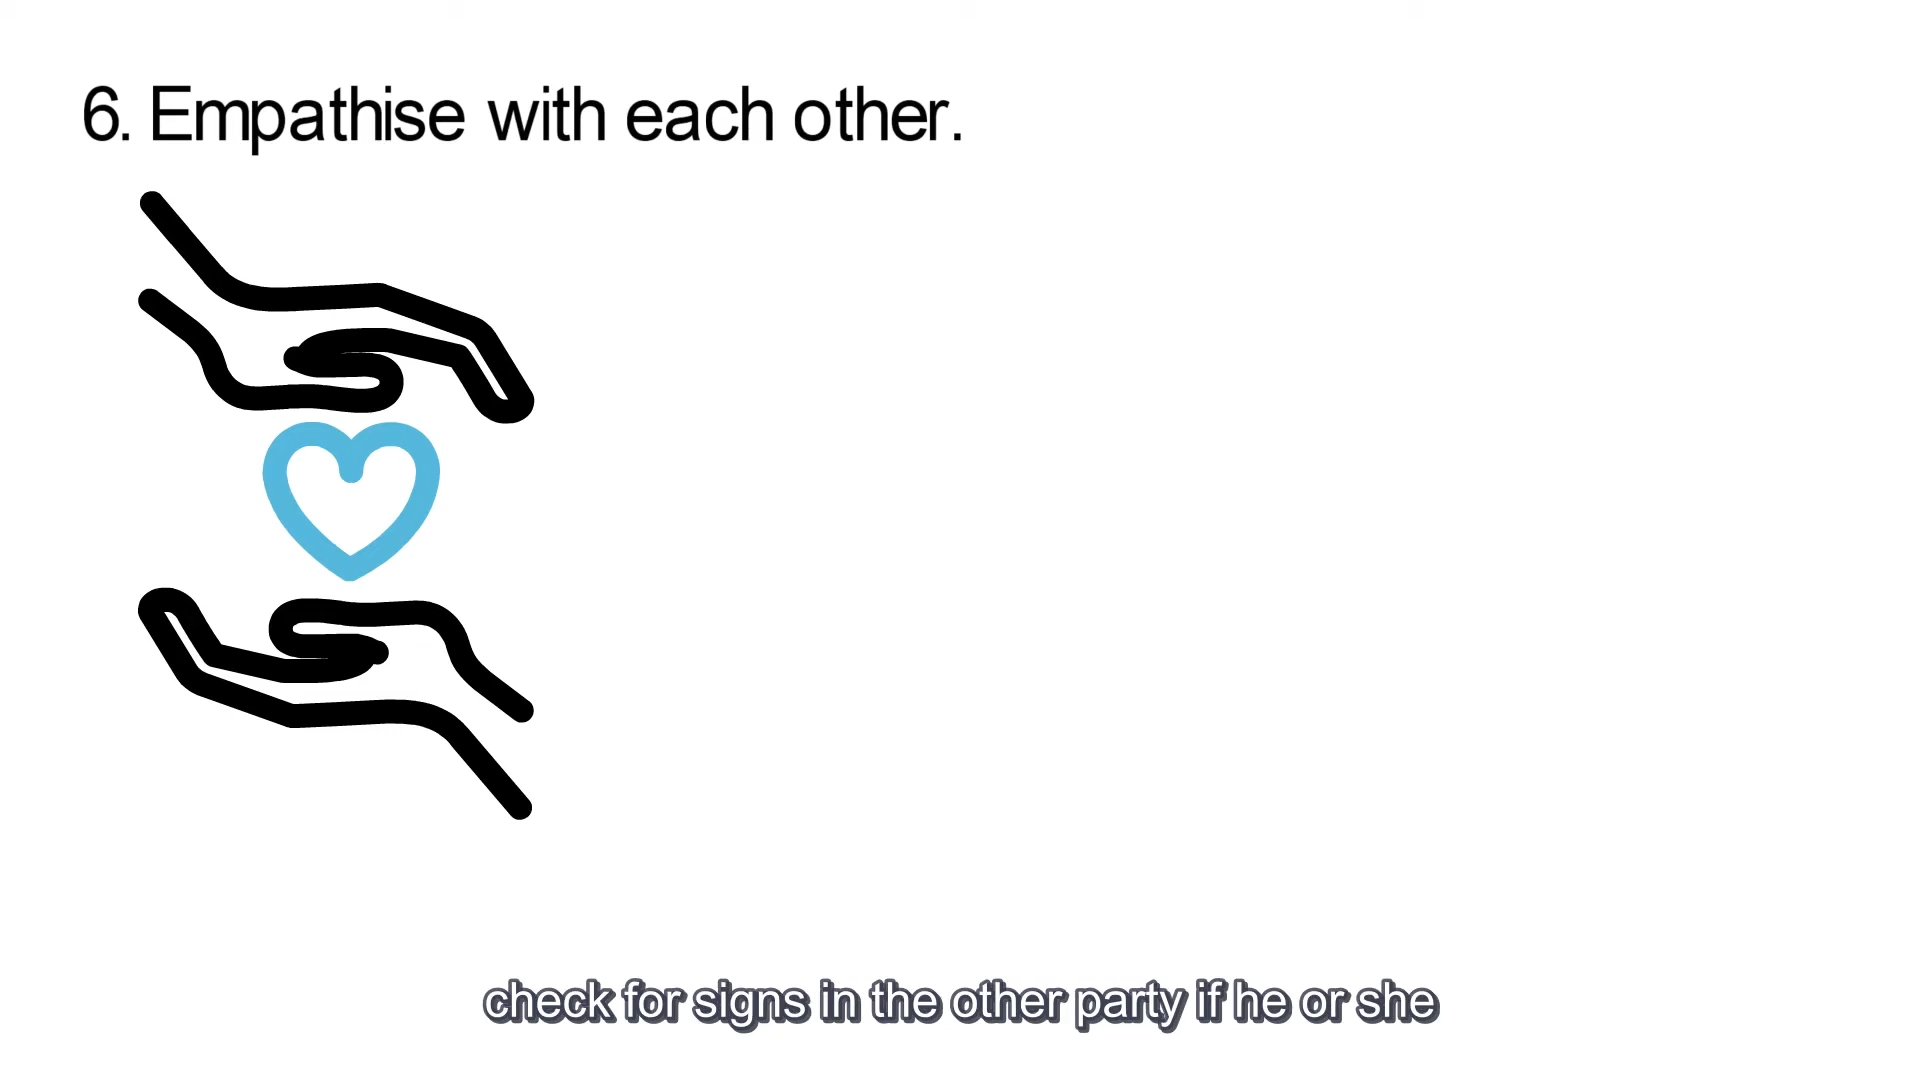 6. Empathise with each other.
check for signs in the other party if he or she